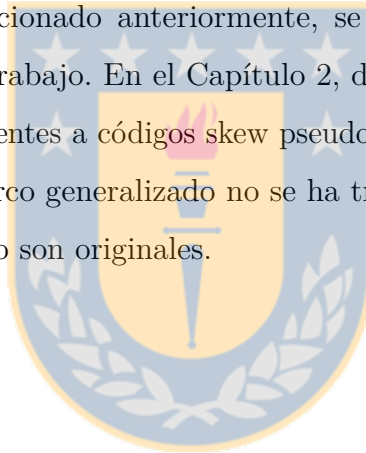 cionado anteriormente, se
rabajo. En el Capítulo 2, d
entes a códigos skew pseudo
rco generalizado no se ha tr
o son originales.